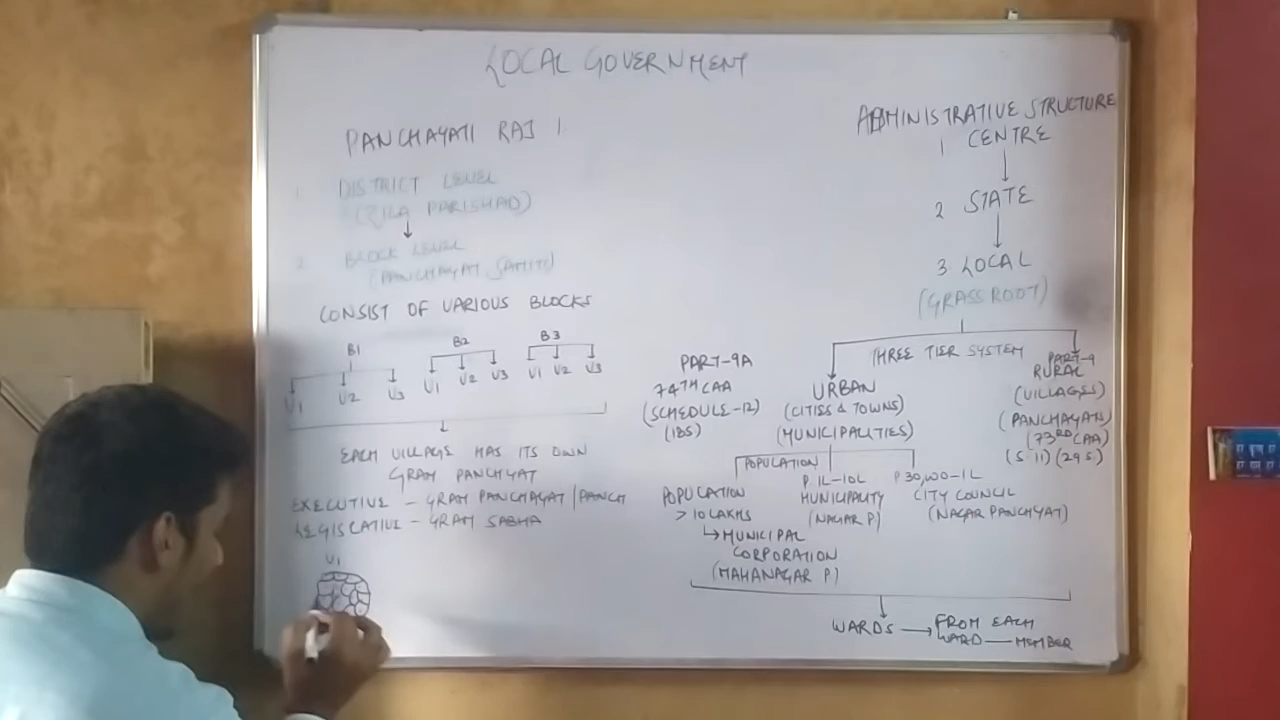 LOCAL GOVERNMENT
PANCHAYATI RAJ
1 DISTRICT LEVEL
(ZILA PARISHAD)
2 BLOCK LEVEL
(PANCHAYAT SAMITI)
CONSIST OF VARIOUS BLOCKS
B1 B2 B3
V1 V2 V3 V1 V2 V3 V1 V2 V3
EACH VILLAGE HAS ITS OWN
GRAM PANCHYAT
EXECUTIVE – GRAM PANCHAYAT / PANCH
LEGISLATIVE – GRAM SABHA
V1
ADMINISTRATIVE STRUCTURE
1 CENTRE
2 STATE
3 LOCAL
(GRASSROOT)
THREE TIER SYSTEM
PART-9A
74TH CAA
(SCHEDULE-12)
(18S)
URBAN
(CITIES & TOWNS)
(MUNICIPALITIES)
PART-9
RURAL
(VILLAGES)
(PANCHAYAT)
(73RD CAA)
(S 11) (29 S)
POPULATION
POPULATION
> 10 LAKHS
MUNICIPAL
CORPORATION
(MAHANAGAR P)
P 1L-10L
MUNICIPALITY
(NAGAR P)
P 30,000-1L
CITY COUNCIL
(NAGAR PANCHYAT)
WARDS FROM EACH
WARD — MEMBER